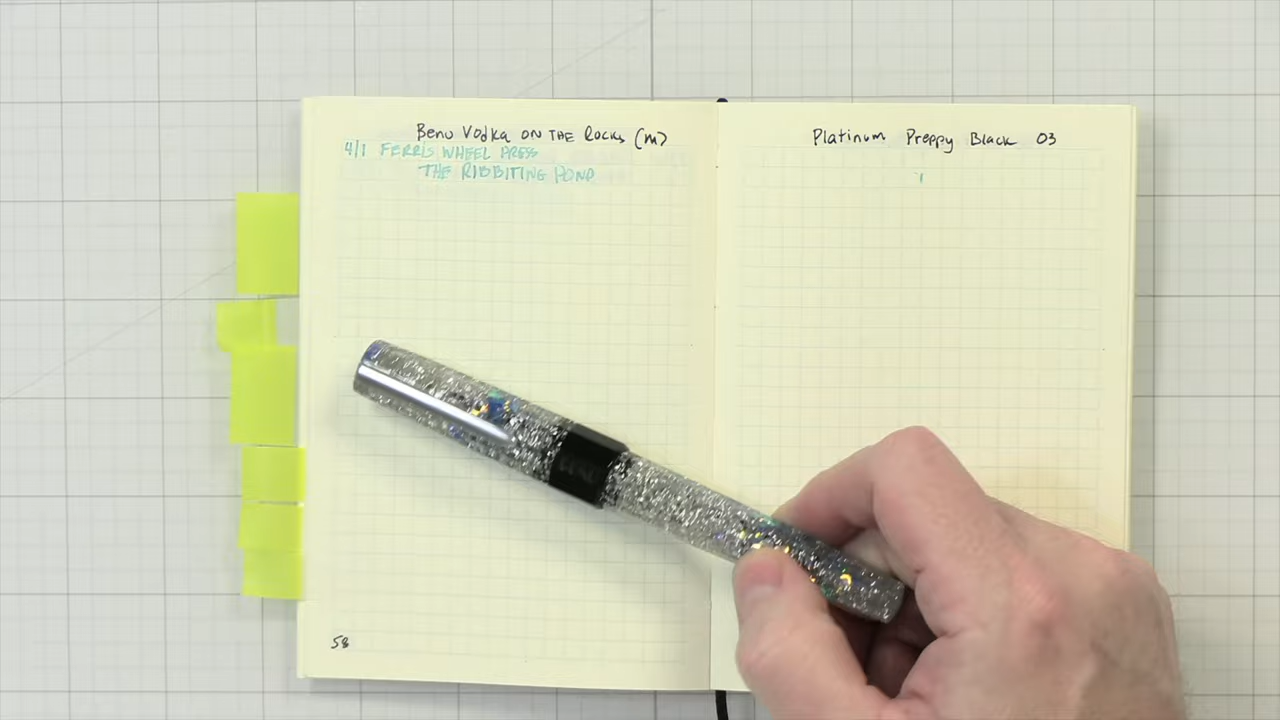 Benu Vodka ON THE Rocks (M)
4/1 FERRIS WHEEL PRESS
THE RIBBITING POND
58
Platinum Preppy Black 03